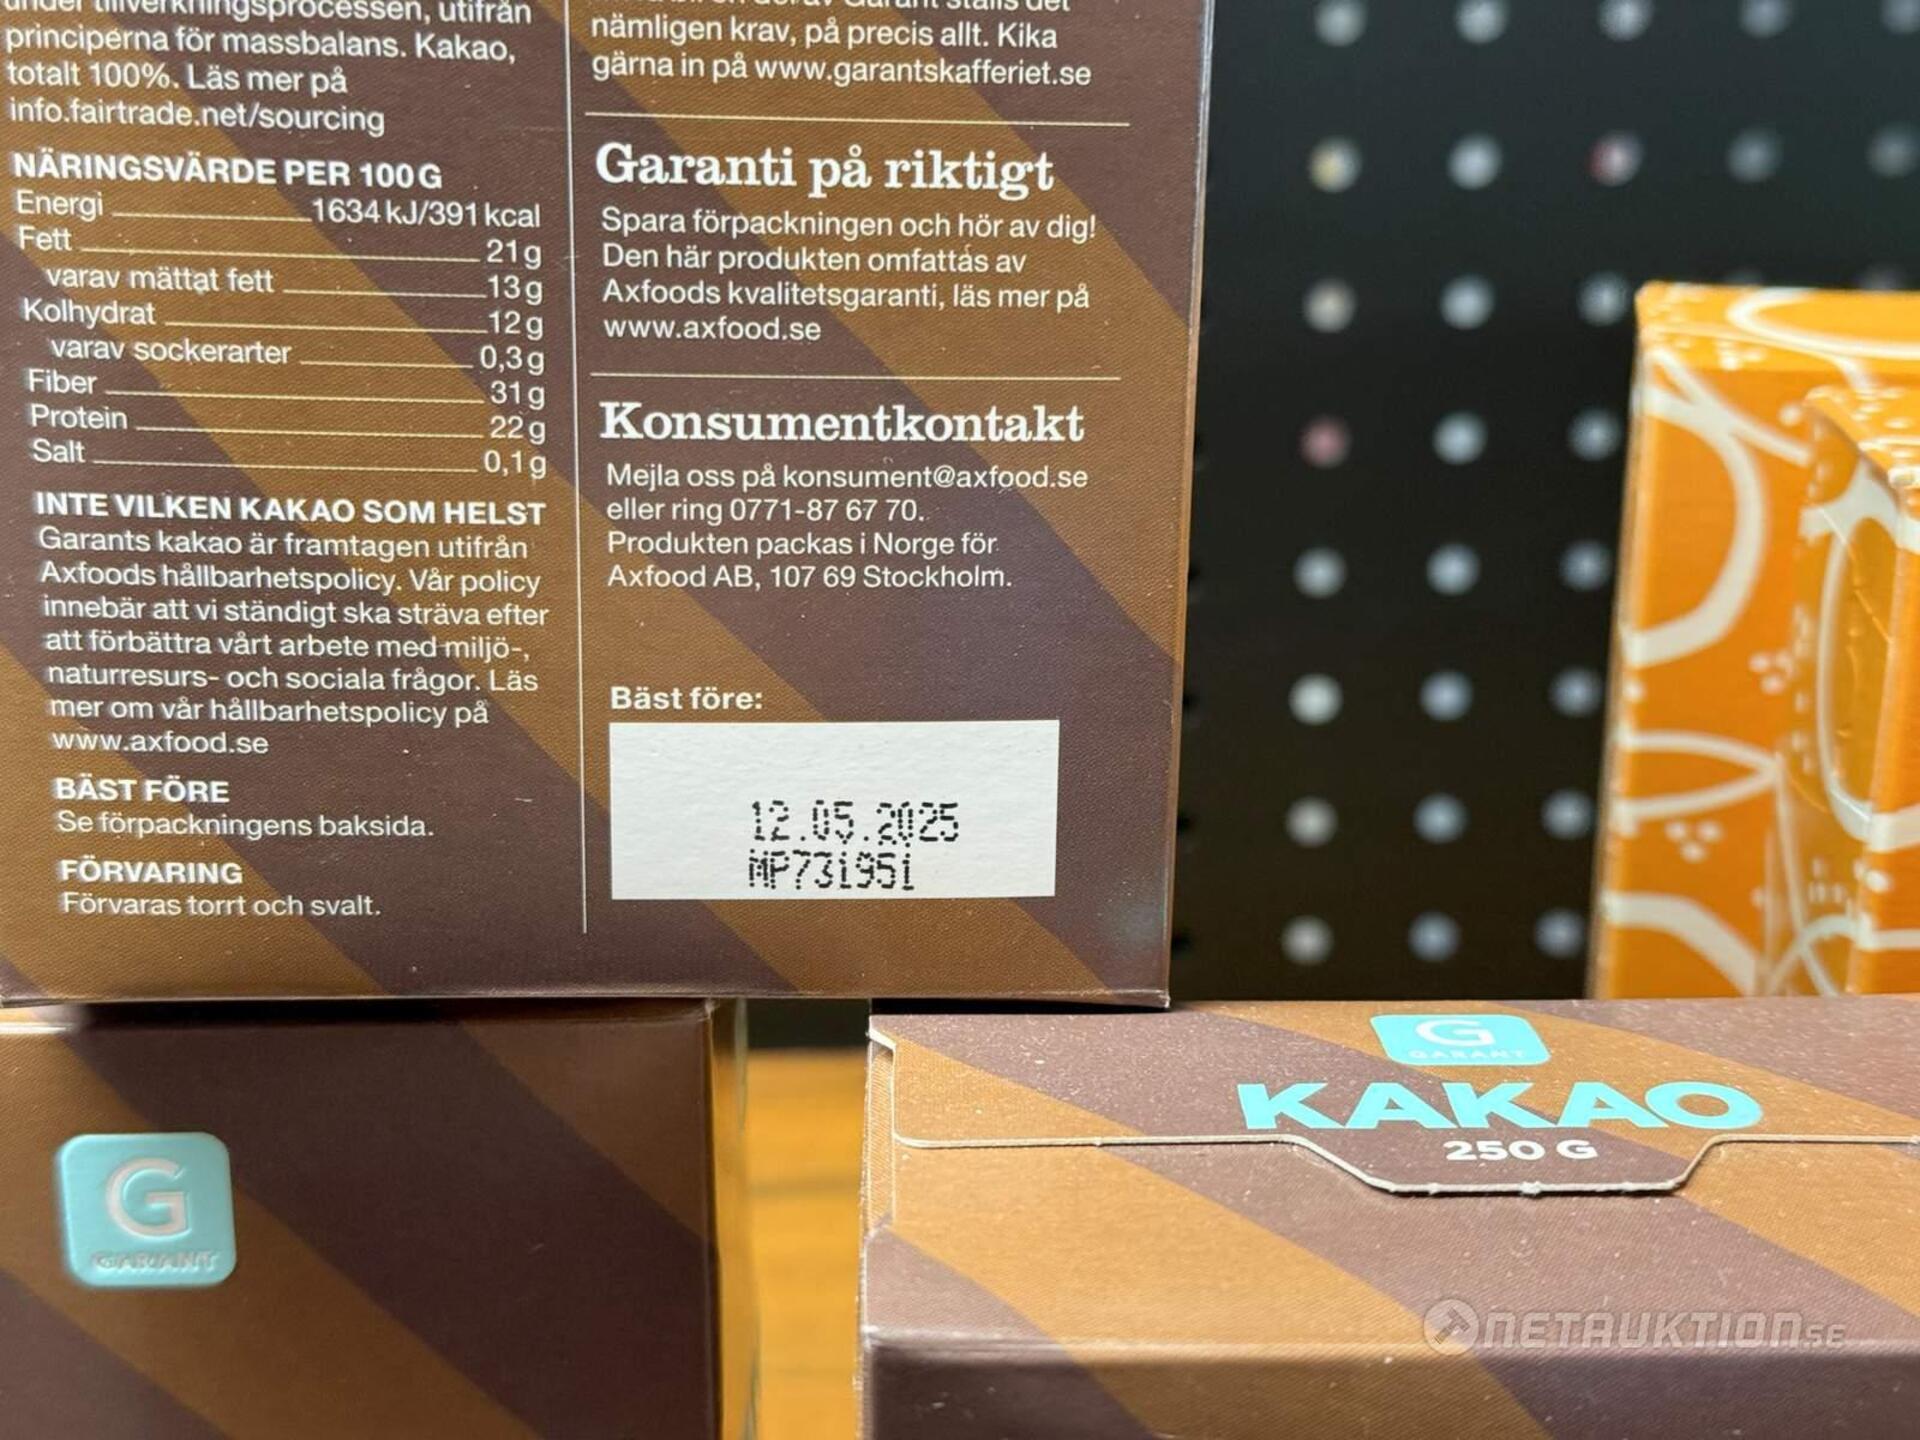 tillverkningsprocessen, utifrån
principerna för massbalans. Kakao,
totalt 100%. Läs mer på
info.fairtrade.net/sourcing
NÄRINGSVÄRDE PER 100 G
Energi 1634 kJ/391 kcal
Fett 21 g
varav mättat fett 13 g
Kolhydrat 12 g
varav sockerarter 0,3 g
Fiber 31 g
Protein 22 g
Salt 0,1 g
INTE VILKEN KAKAO SOM HELST
Garants kakao är framtagen utifrån
Axfoods hållbarhetspolicy. Vår policy
innebär att vi ständigt ska sträva efter
att förbättra vårt arbete med miljö-,
naturresurs- och sociala frågor. Läs
mer om vår hållbarhetspolicy på
www.axfood.se
BÄST FÖRE
Se förpackningens baksida.
FÖRVARING
Förvaras torrt och svalt.
nämligen krav, på precis allt. Kika
gärna in på www.garantskafferiet.se
Garanti på riktigt
Spara förpackningen och hör av dig!
Den här produkten omfattas av
Axfoods kvalitetsgaranti, läs mer på
www.axfood.se
Konsumentkontakt
Mejla oss på konsument@axfood.se
eller ring 0771-87 67 70.
Produkten packas i Norge för
Axfood AB, 107 69 Stockholm.
Bäst före:
12.05.2025
MP731951
G
GARANT
G
GARANT
KAKAO
250 G
NETAUKTION.SE